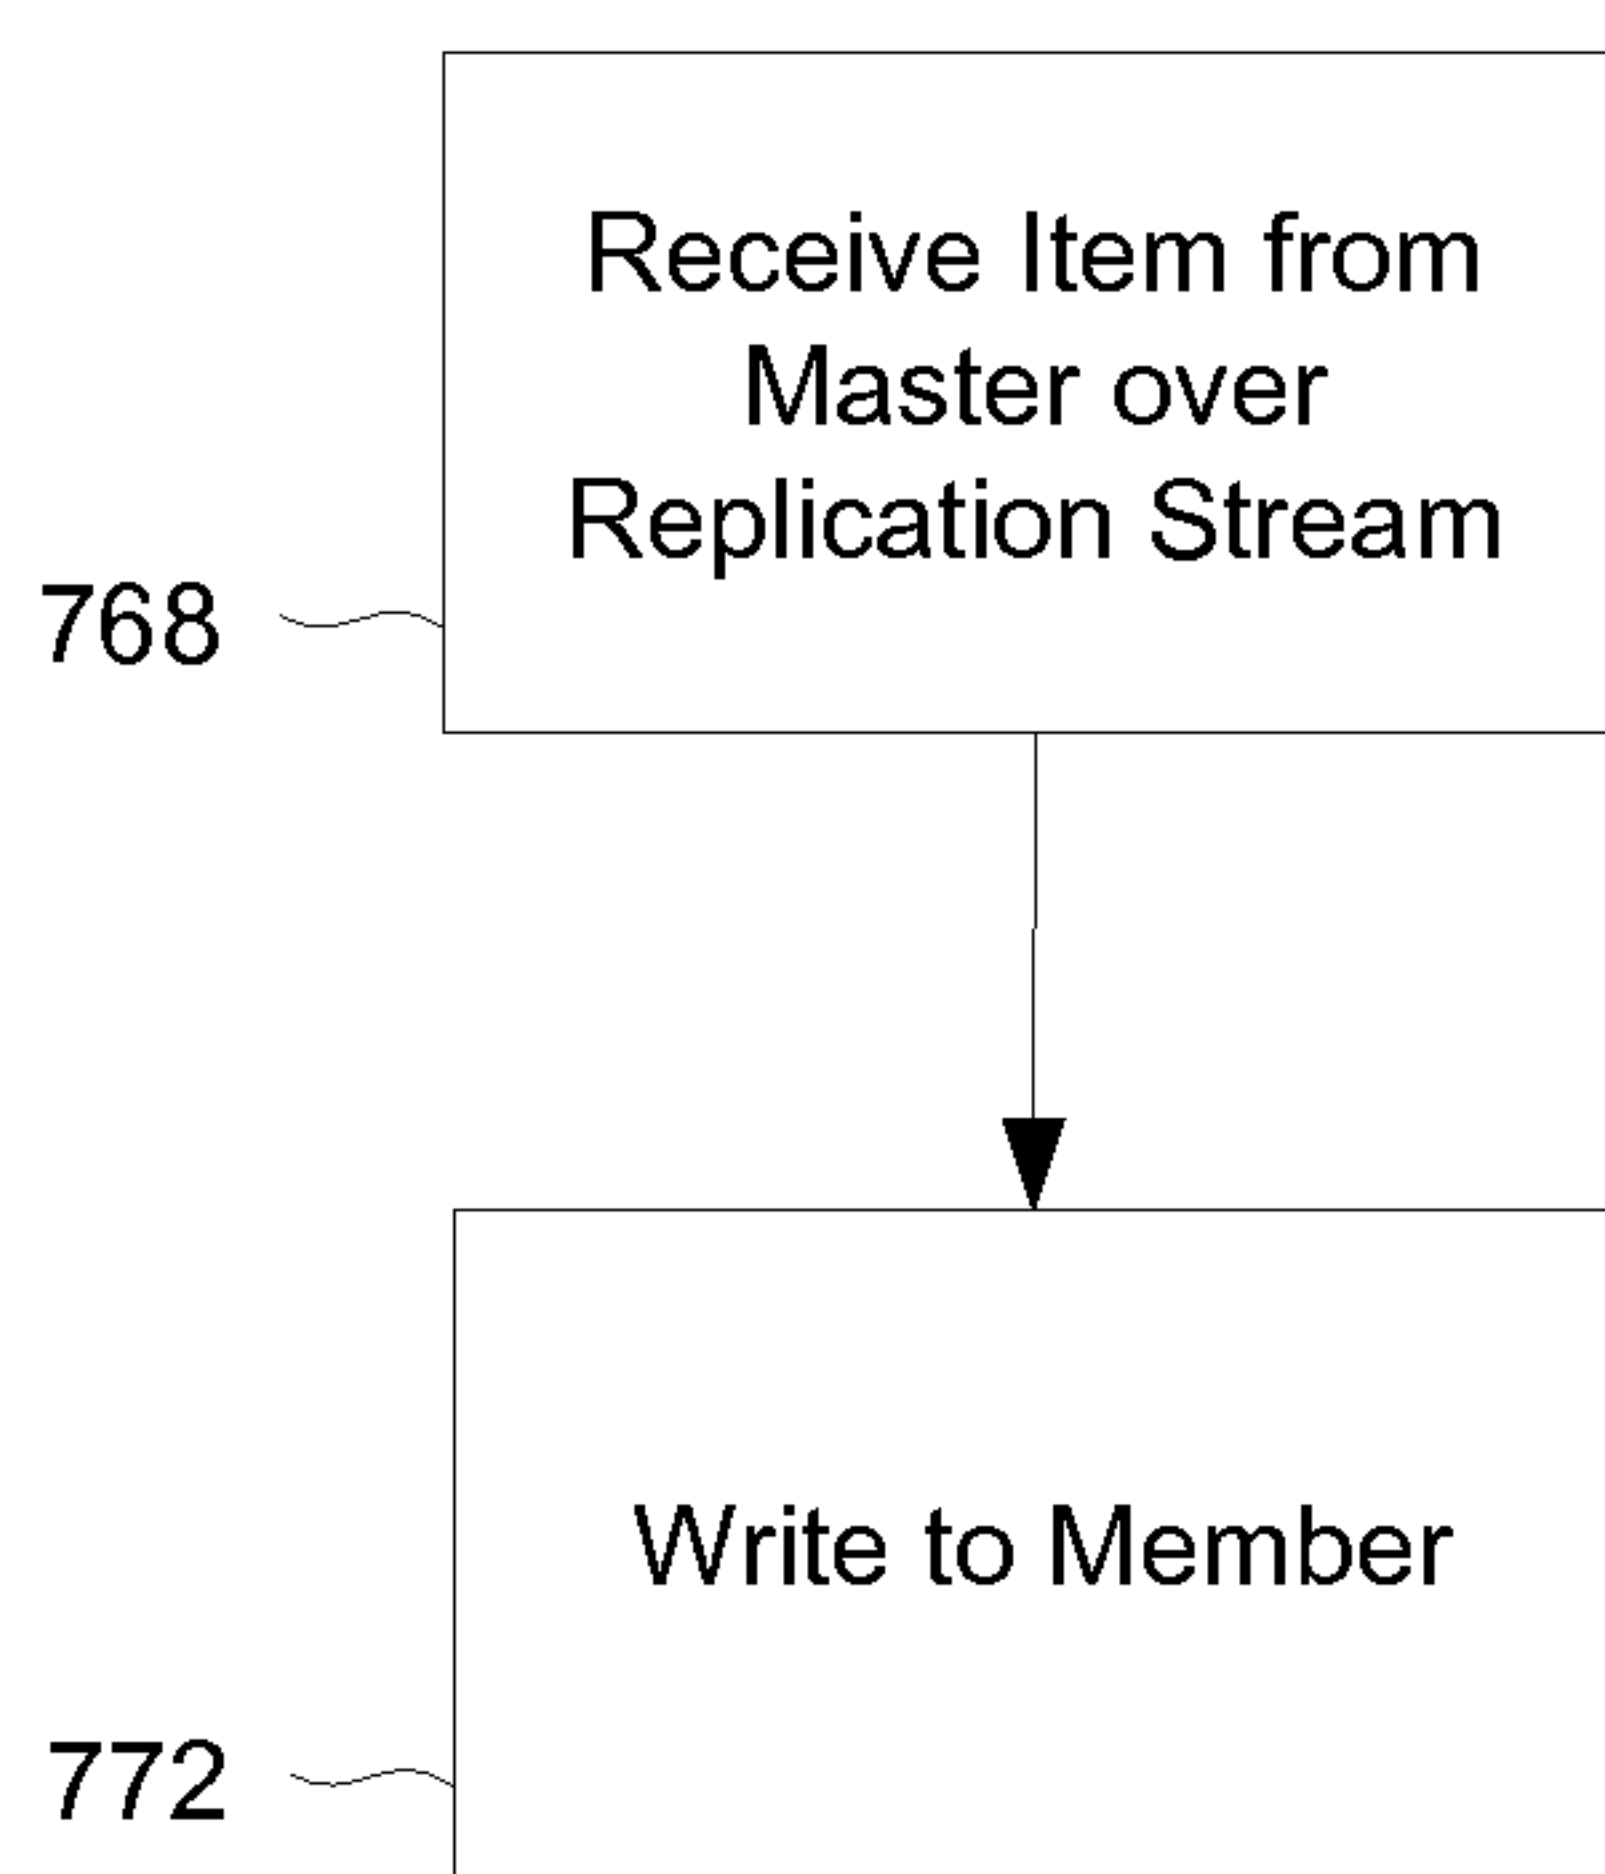 Receive Item from
Master over
Replication Stream
768
Write to Member
772